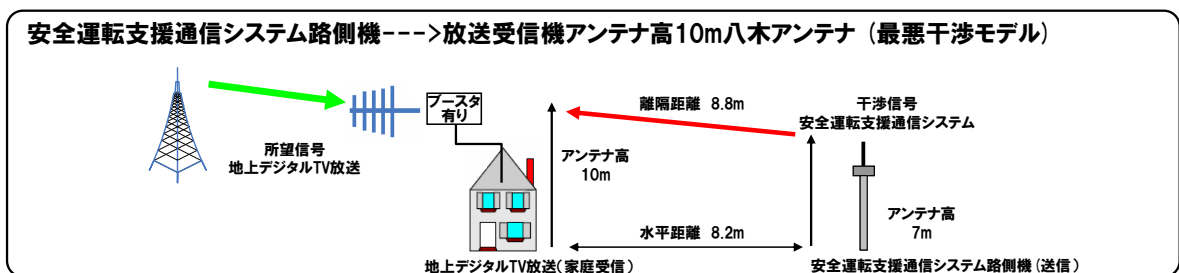 安全運転支援通信システム路側機--->放送受信機アンテナ高10m八木アンテナ (最悪干渉モデル)
ブースタ
有り
離隔距離 8.8m
干渉信号
安全運転支援通信システム
所望信号
地上デジタルTV放送
アンテナ高
10m
アンテナ高
7m
水平距離 8.2m
地上デジタルTV放送(家庭受信)
安全運転支援通信システム路側機(送信)